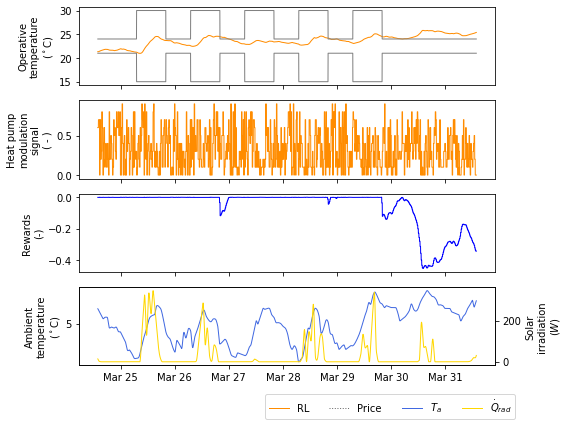 Operative
temperature
(°C)
30
25
20
15
Heat pump
modulation
signal
( - )
0.5
0.0
Rewards
(-)
0.0
−0.2
−0.4
Ambient
temperature
(°C)
5
Solar
irradiation
(W)
200
0
Mar 25 Mar 26 Mar 27 Mar 28 Mar 29 Mar 30 Mar 31
RL Price Tₐ Q̇rad